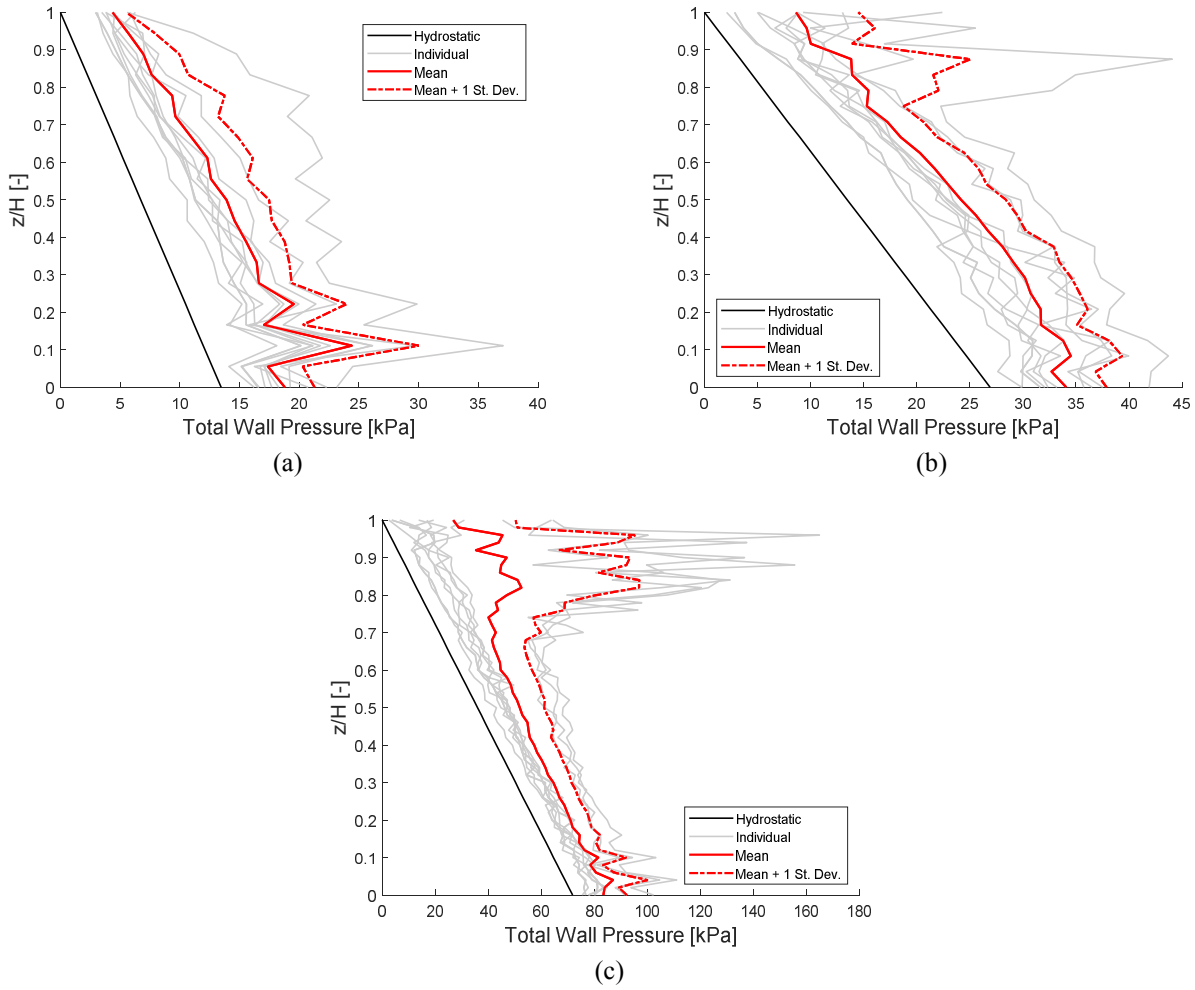 1
0.9
0.8
0.7
0.6
0.5
0.4
0.3
0.2
0.1
0
z/H [-]
0 5 10 15 20 25 30 35 40
Total Wall Pressure [kPa]
Hydrostatic
Individual
Mean
Mean + 1 St. Dev.
(a)
1
0.9
0.8
0.7
0.6
0.5
0.4
0.3
0.2
0.1
0
z/H [-]
0 5 10 15 20 25 30 35 40 45
Total Wall Pressure [kPa]
Hydrostatic
Individual
Mean
Mean + 1 St. Dev.
(b)
1
0.9
0.8
0.7
0.6
0.5
0.4
0.3
0.2
0.1
0
z/H [-]
0 20 40 60 80 100 120 140 160 180
Total Wall Pressure [kPa]
Hydrostatic
Individual
Mean
Mean + 1 St. Dev.
(c)